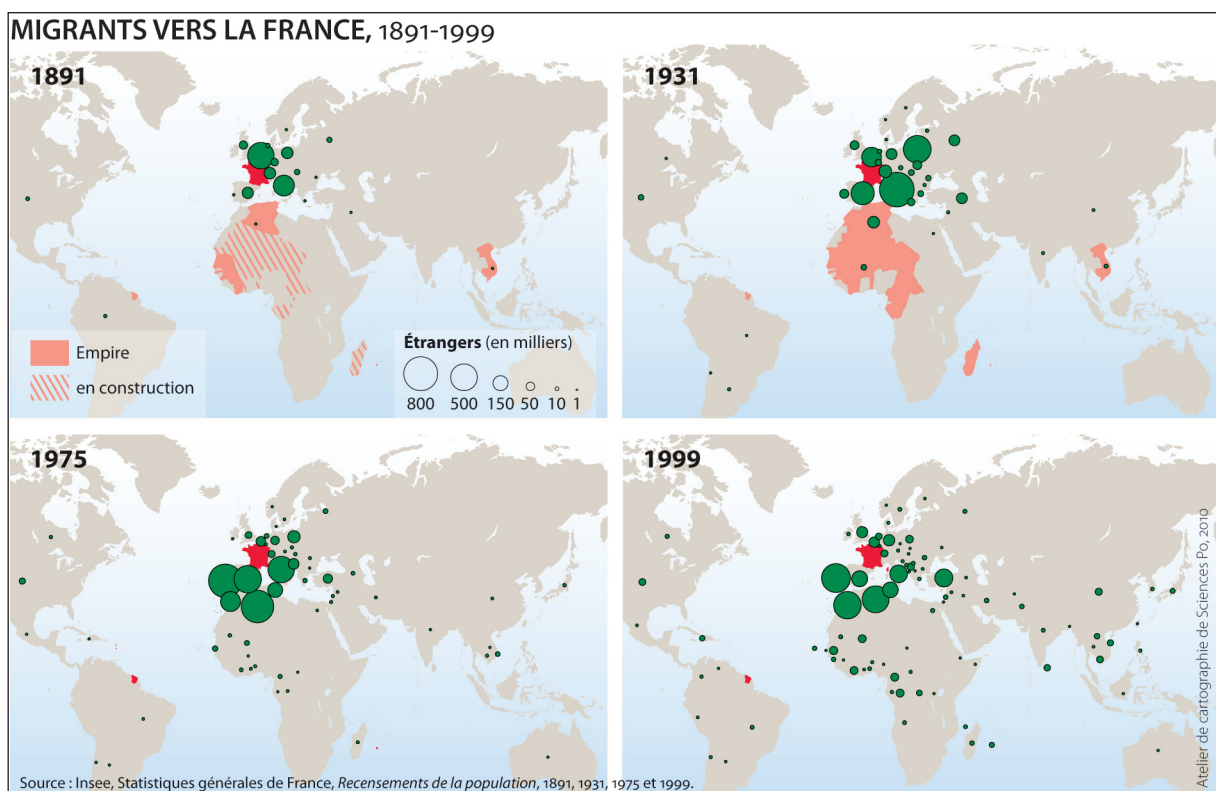 MIGRANTS VERS LA FRANCE, 1891-1999
1891
1931
Empire
en construction
Étrangers (en milliers)
800 500 150 50 10 1
1975
1999
Source : Insee, Statistiques générales de France, Recensements de la population, 1891, 1931, 1975 et 1999.
Atelier de cartographie de Sciences Po, 2010